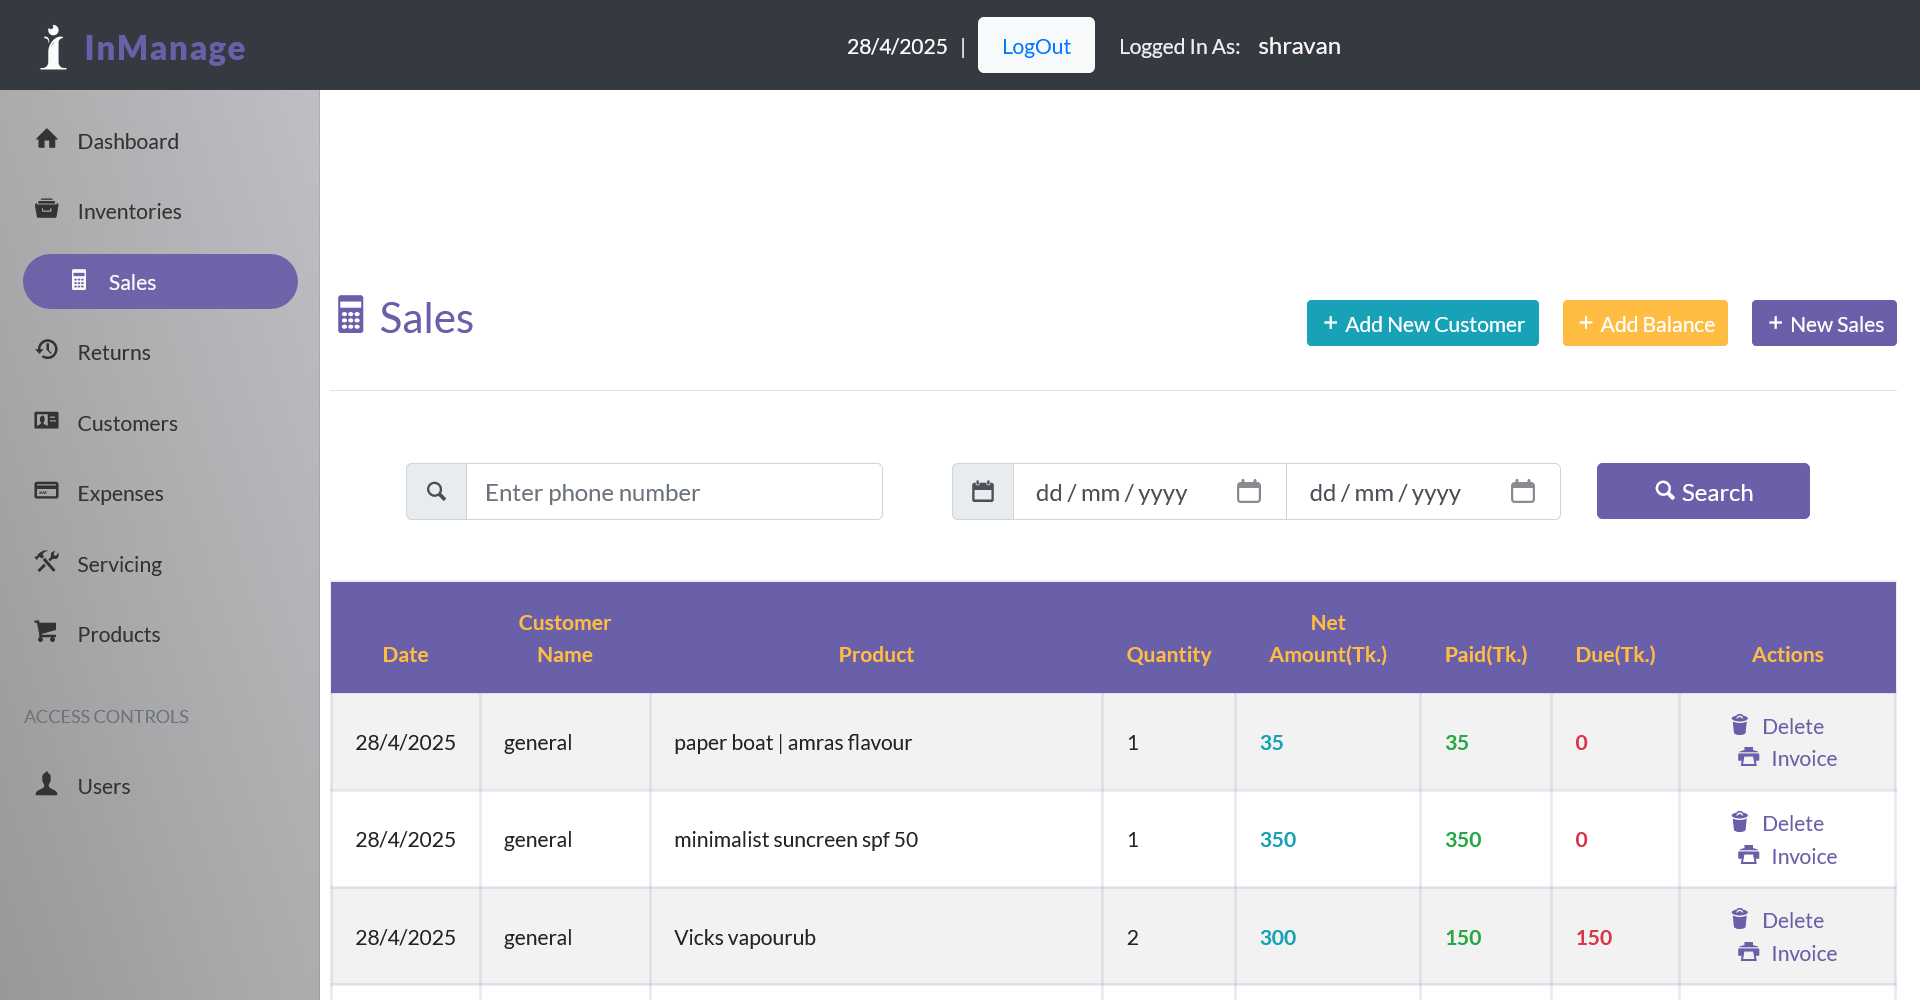 InManage
28/4/2025 | LogOut Logged In As: shravan
Dashboard
Inventories
Sales
Returns
Customers
Expenses
Servicing
Products
ACCESS CONTROLS
Users
Sales
+ Add New Customer
+ Add Balance
+ New Sales
Enter phone number
dd / mm / yyyy
dd / mm / yyyy
Search
Date Customer Name Product Quantity Net Amount(Tk.) Paid(Tk.) Due(Tk.) Actions
28/4/2025 general paper boat | amras flavour 1 35 35 0 Delete
Invoice
28/4/2025 general minimalist suncreen spf 50 1 350 350 0 Delete
Invoice
28/4/2025 general Vicks vapourub 2 300 150 150 Delete
Invoice